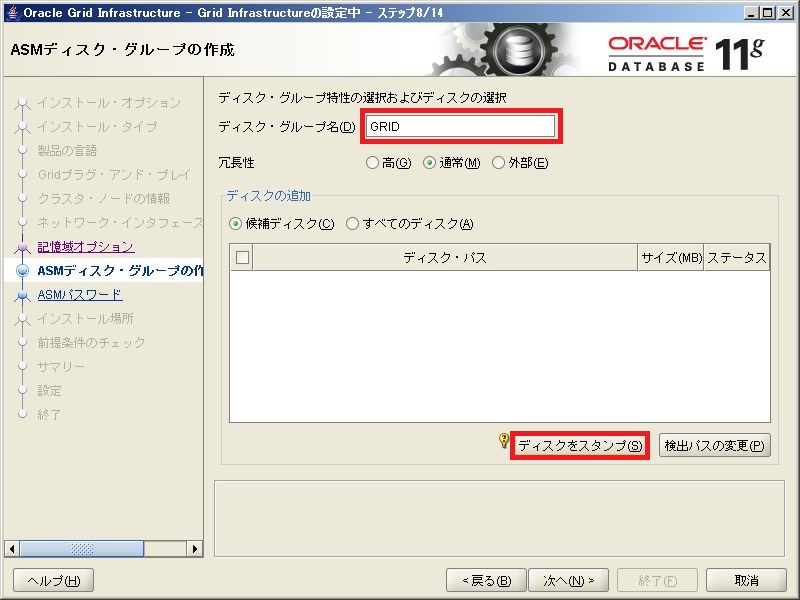 Oracle Grid Infrastructure - Grid Infrastructureの設定中 - ステップ8/14
ASMディスク・グループの作成
ORACLE
DATABASE 11g
インストール・オプション
インストール・タイプ
製品の言語
Gridプラグ・アンド・プレイ
クラスタ・ノードの情報
ネットワーク・インタフェース
記憶域オプション
ASMディスク・グループの作
ASMパスワード
インストール場所
前提条件のチェック
サマリー
設定
終了
ディスク・グループ特性の選択およびディスクの選択
ディスク・グループ名(D) GRID
冗長性 高(G) 通常(M) 外部(E)
ディスクの追加
候補ディスク(C) すべてのディスク(A)
ディスク・パス サイズ(MB) ステータス
ディスクをスタンプ(S) 検出パスの変更(P)
ヘルプ(H) < 戻る(B) 次へ(N) > 終了(F) 取消